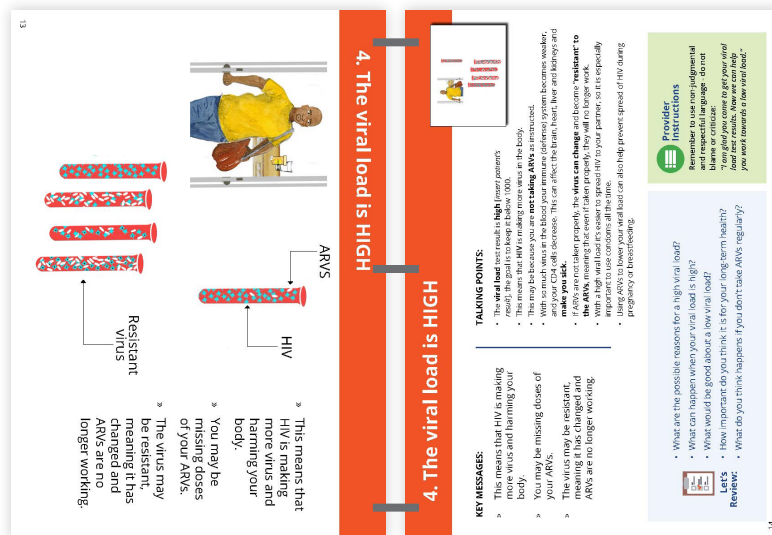 13
4. The viral load is HIGH
ARVS
HIV
Resistant
virus
» This means that
HIV is making
more virus and
harming your
body.
» You may be
missing doses
of your ARVs.
» The virus may
be resistant,
meaning it has
changed and
ARVs are no
longer working.
4. The viral load is HIGH
TALKING POINTS:
• The viral load test result is high [insert patient's
result], the goal is to keep it below 1000.
• This means that HIV is making more virus in the body.
• This may be because you are not taking ARVs as instructed.
• With so much virus in the blood your immune (defense) system becomes weaker,
and your CD4 cells decrease. This can affect the brain, heart, liver and kidneys and
make you sick.
• If ARVs are not taken properly, the virus can change and become "resistant" to
the ARVs, meaning that even if taken properly, they will no longer work.
• With a high viral load it's easier to spread HIV to your partner, so it is especially
important to use condoms all the time.
• Using ARVs to lower your viral load can also help prevent spread of HIV during
pregnancy or breastfeeding.
KEY MESSAGES:
» This means that HIV is making
more virus and harming your
body.
» You may be missing doses of
your ARVs.
» The virus may be resistant,
meaning it has changed and
ARVs are no longer working.
Provider
Instructions
Remember to use non-judgmental
and respectful language - do not
blame or criticize:
"I am glad you came to get your viral
load test results. Now we can help
you work towards a low viral load."
Let's
Review:
• What are the possible reasons for a high viral load?
• What can happen when your viral load is high?
• What would be good about a low viral load?
• How important do you think it is for your long-term health?
• What do you think happens if you don't take ARVs regularly?
14